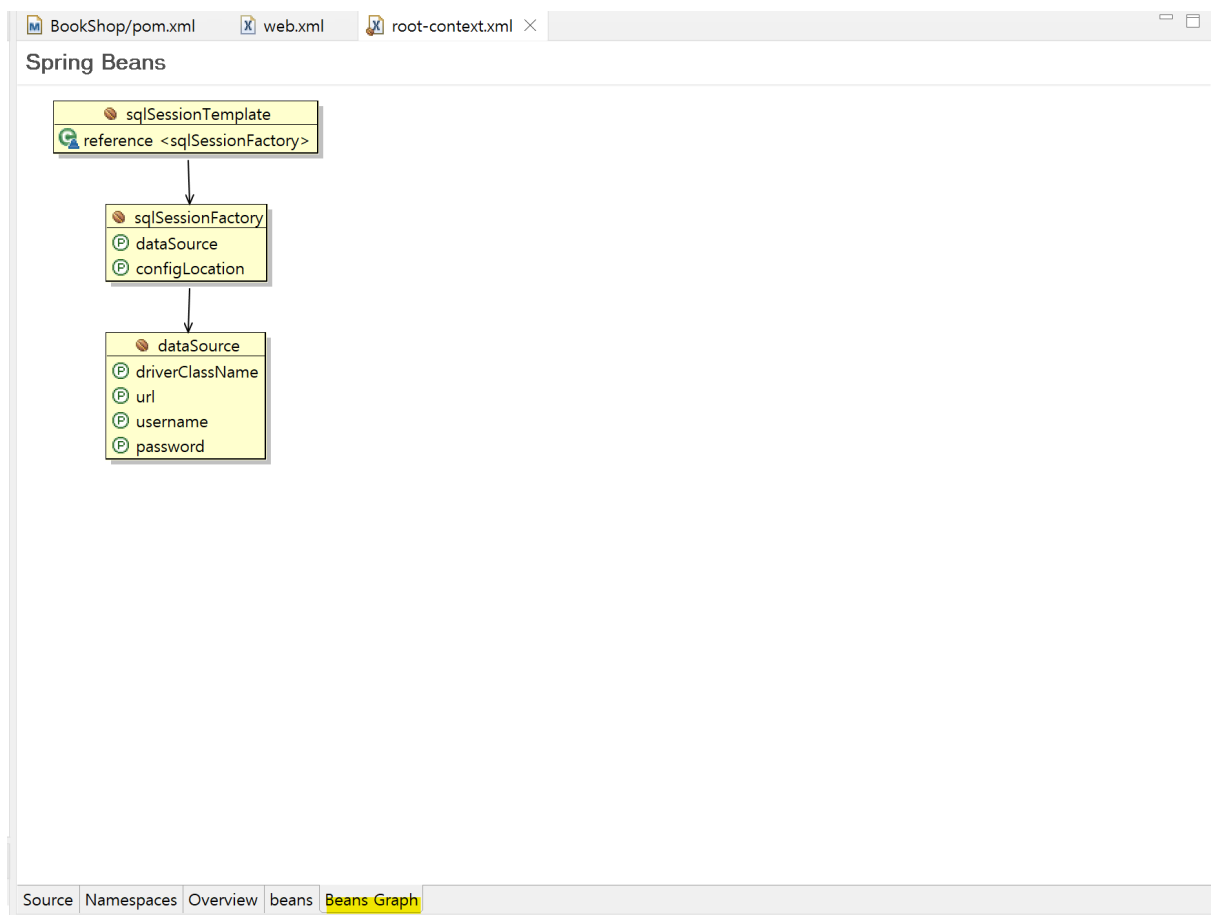 BookShop/pom.xml web.xml root-context.xml
Spring Beans
sqlSessionTemplate
reference <sqlSessionFactory>
sqlSessionFactory
dataSource
configLocation
dataSource
driverClassName
url
username
password
Source Namespaces Overview beans Beans Graph